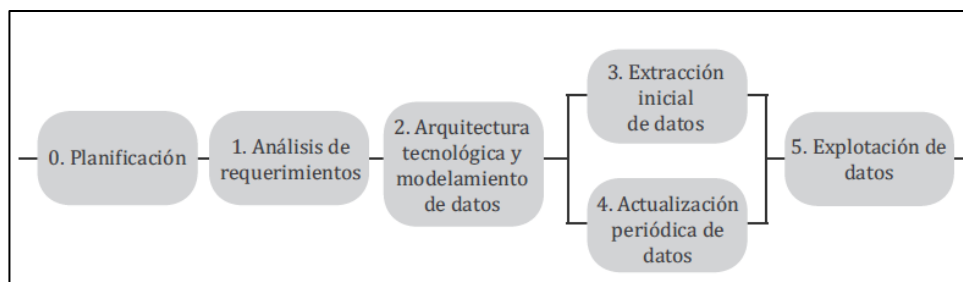 0. Planificación
1. Análisis de
requerimientos
2. Arquitectura
tecnológica y
modelamiento
de datos
3. Extracción
inicial
de datos
4. Actualización
periódica de
datos
5. Explotación de
datos